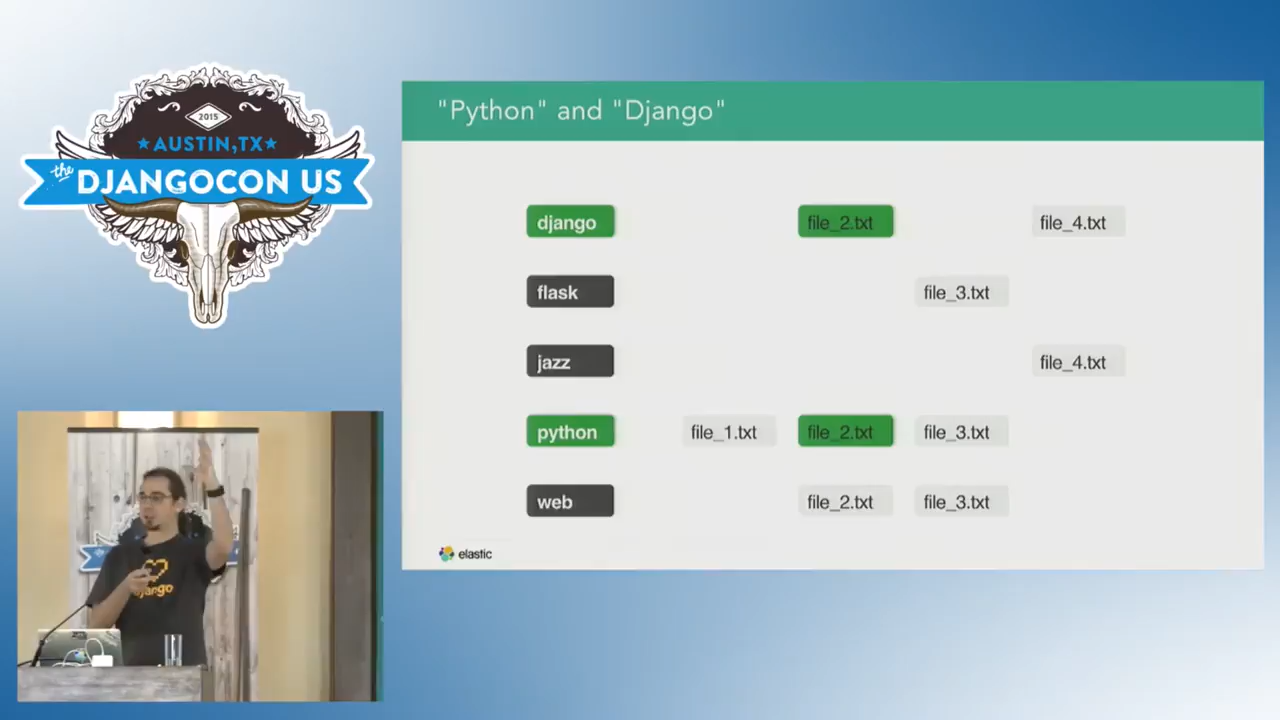 2015
AUSTIN, TX
the
DJANGOCON US
"Python" and "Django"
django file_2.txt file_4.txt
flask file_3.txt
jazz file_4.txt
python file_1.txt file_2.txt file_3.txt
web file_2.txt file_3.txt
elastic
django